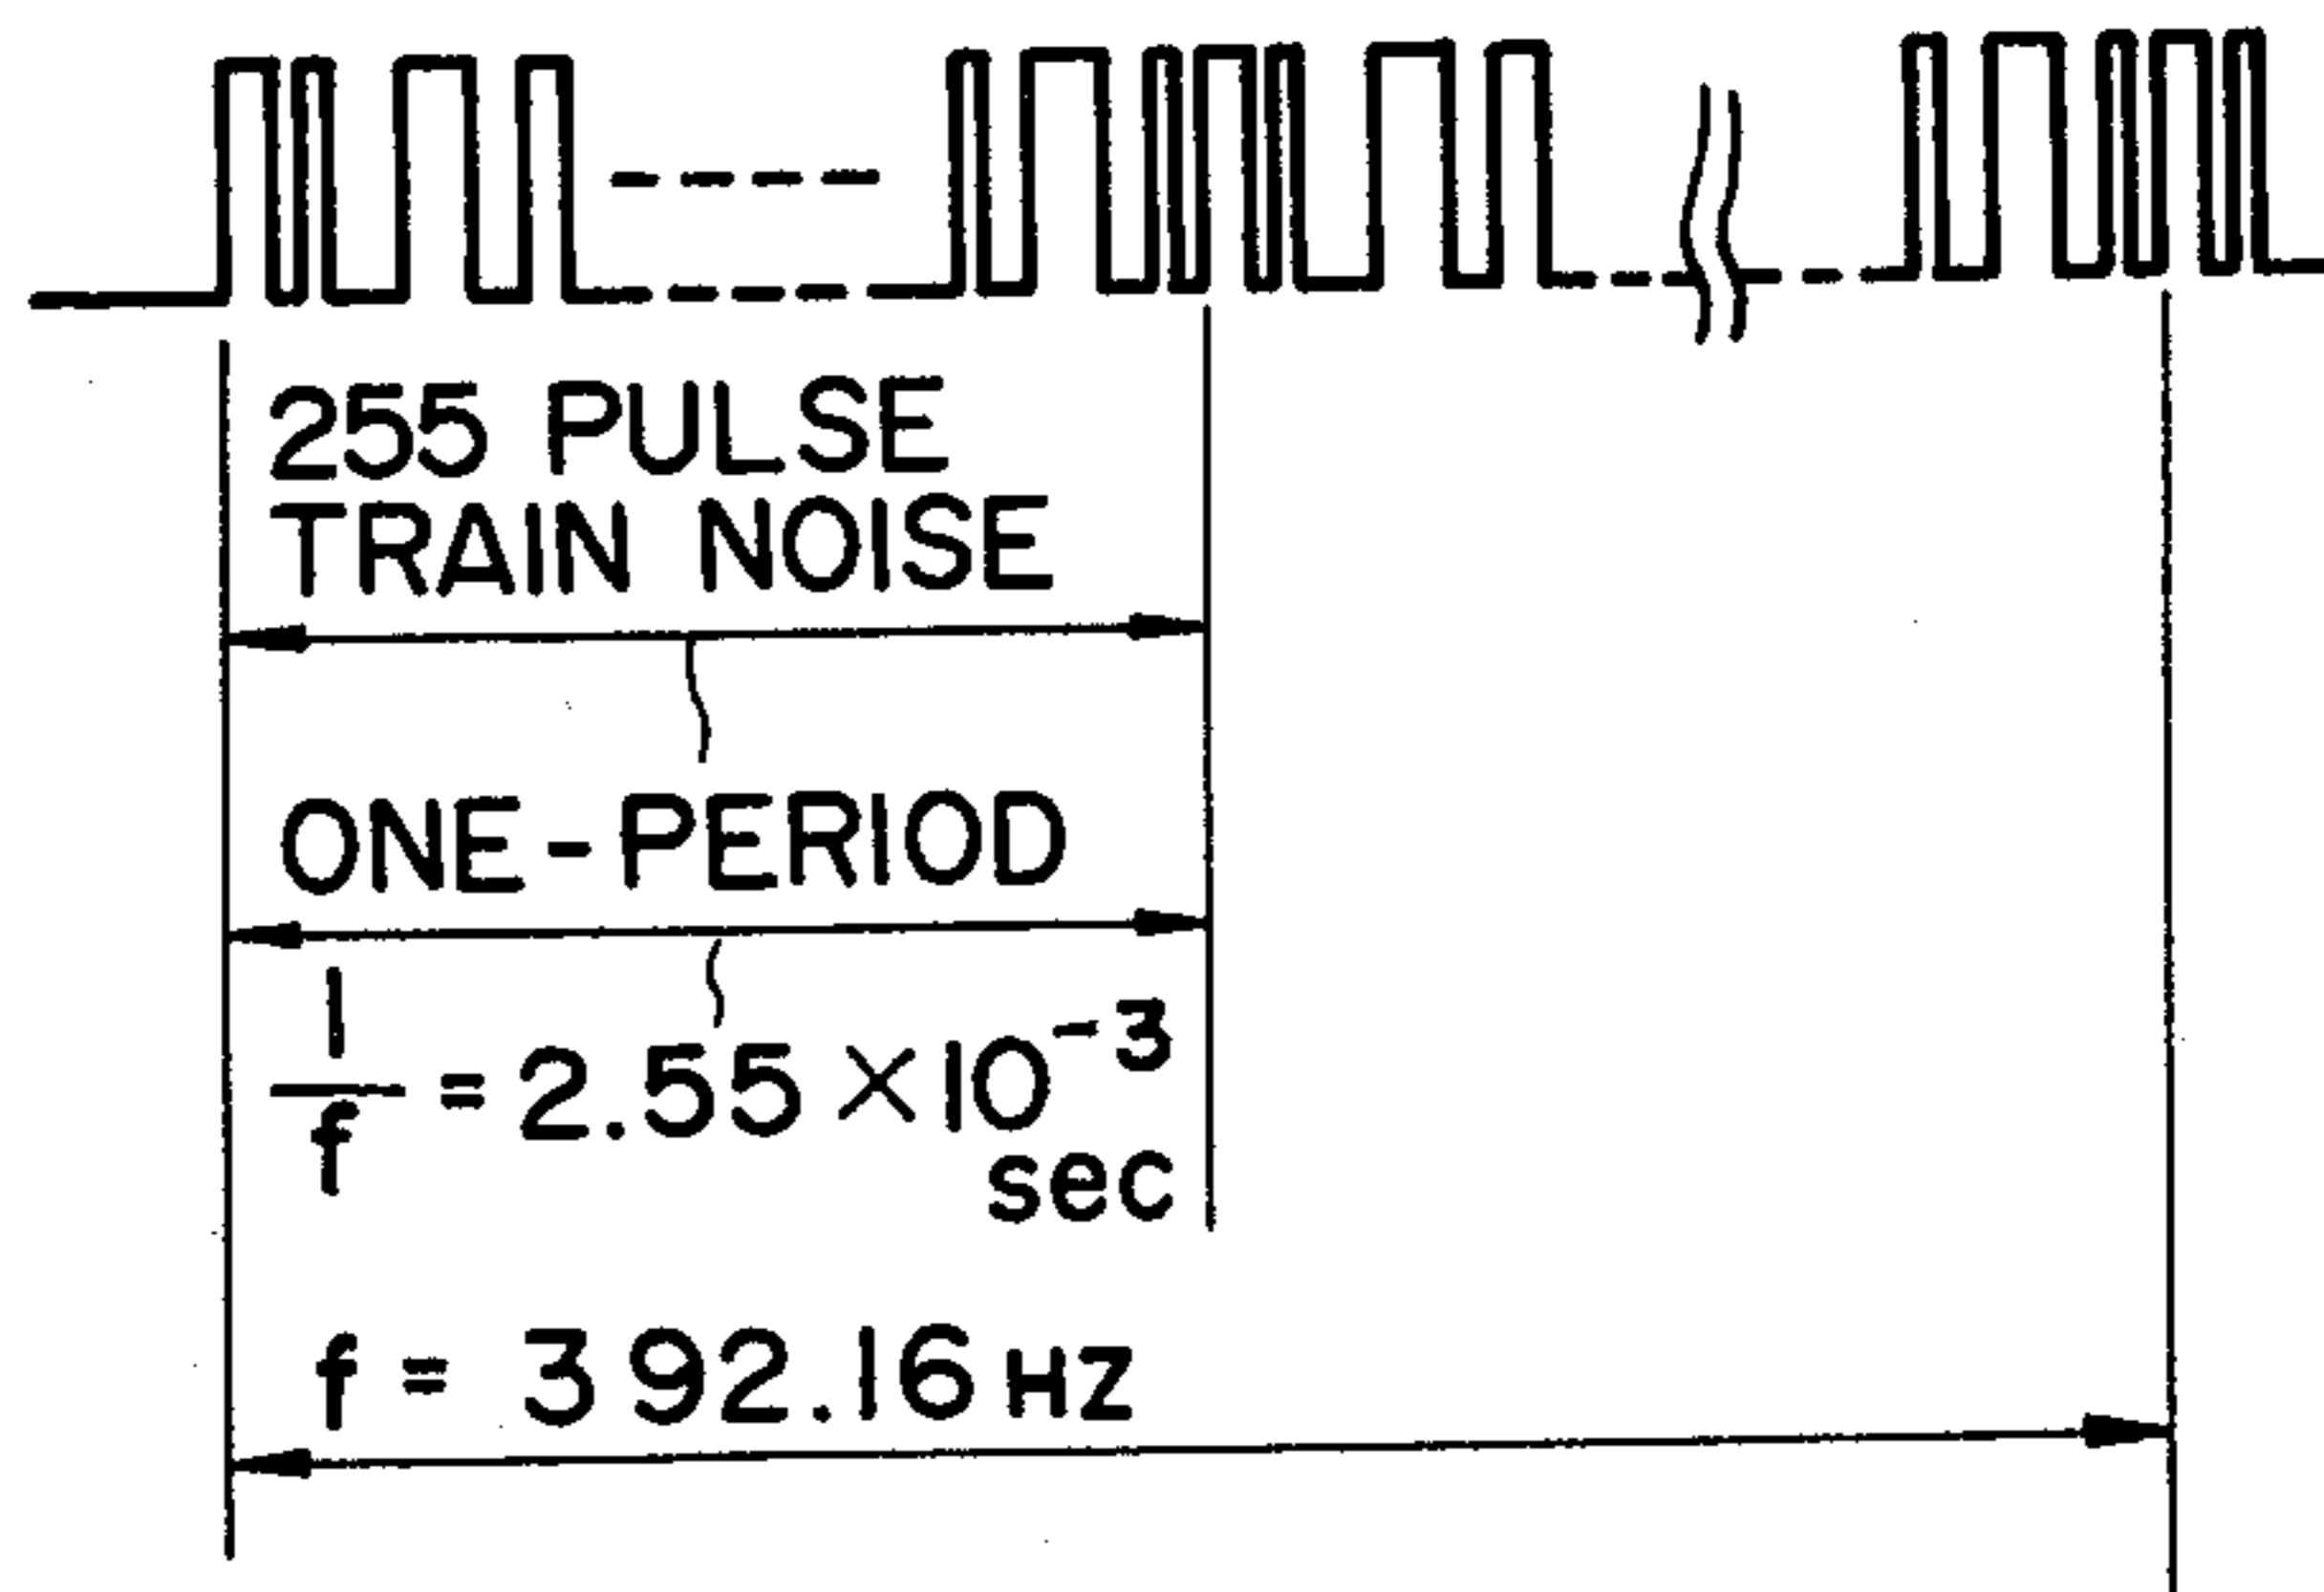 255 PULSE
TRAIN NOISE
ONE-PERIOD
1/f = 2.55 × 10⁻³
sec
f = 392.16 HZ